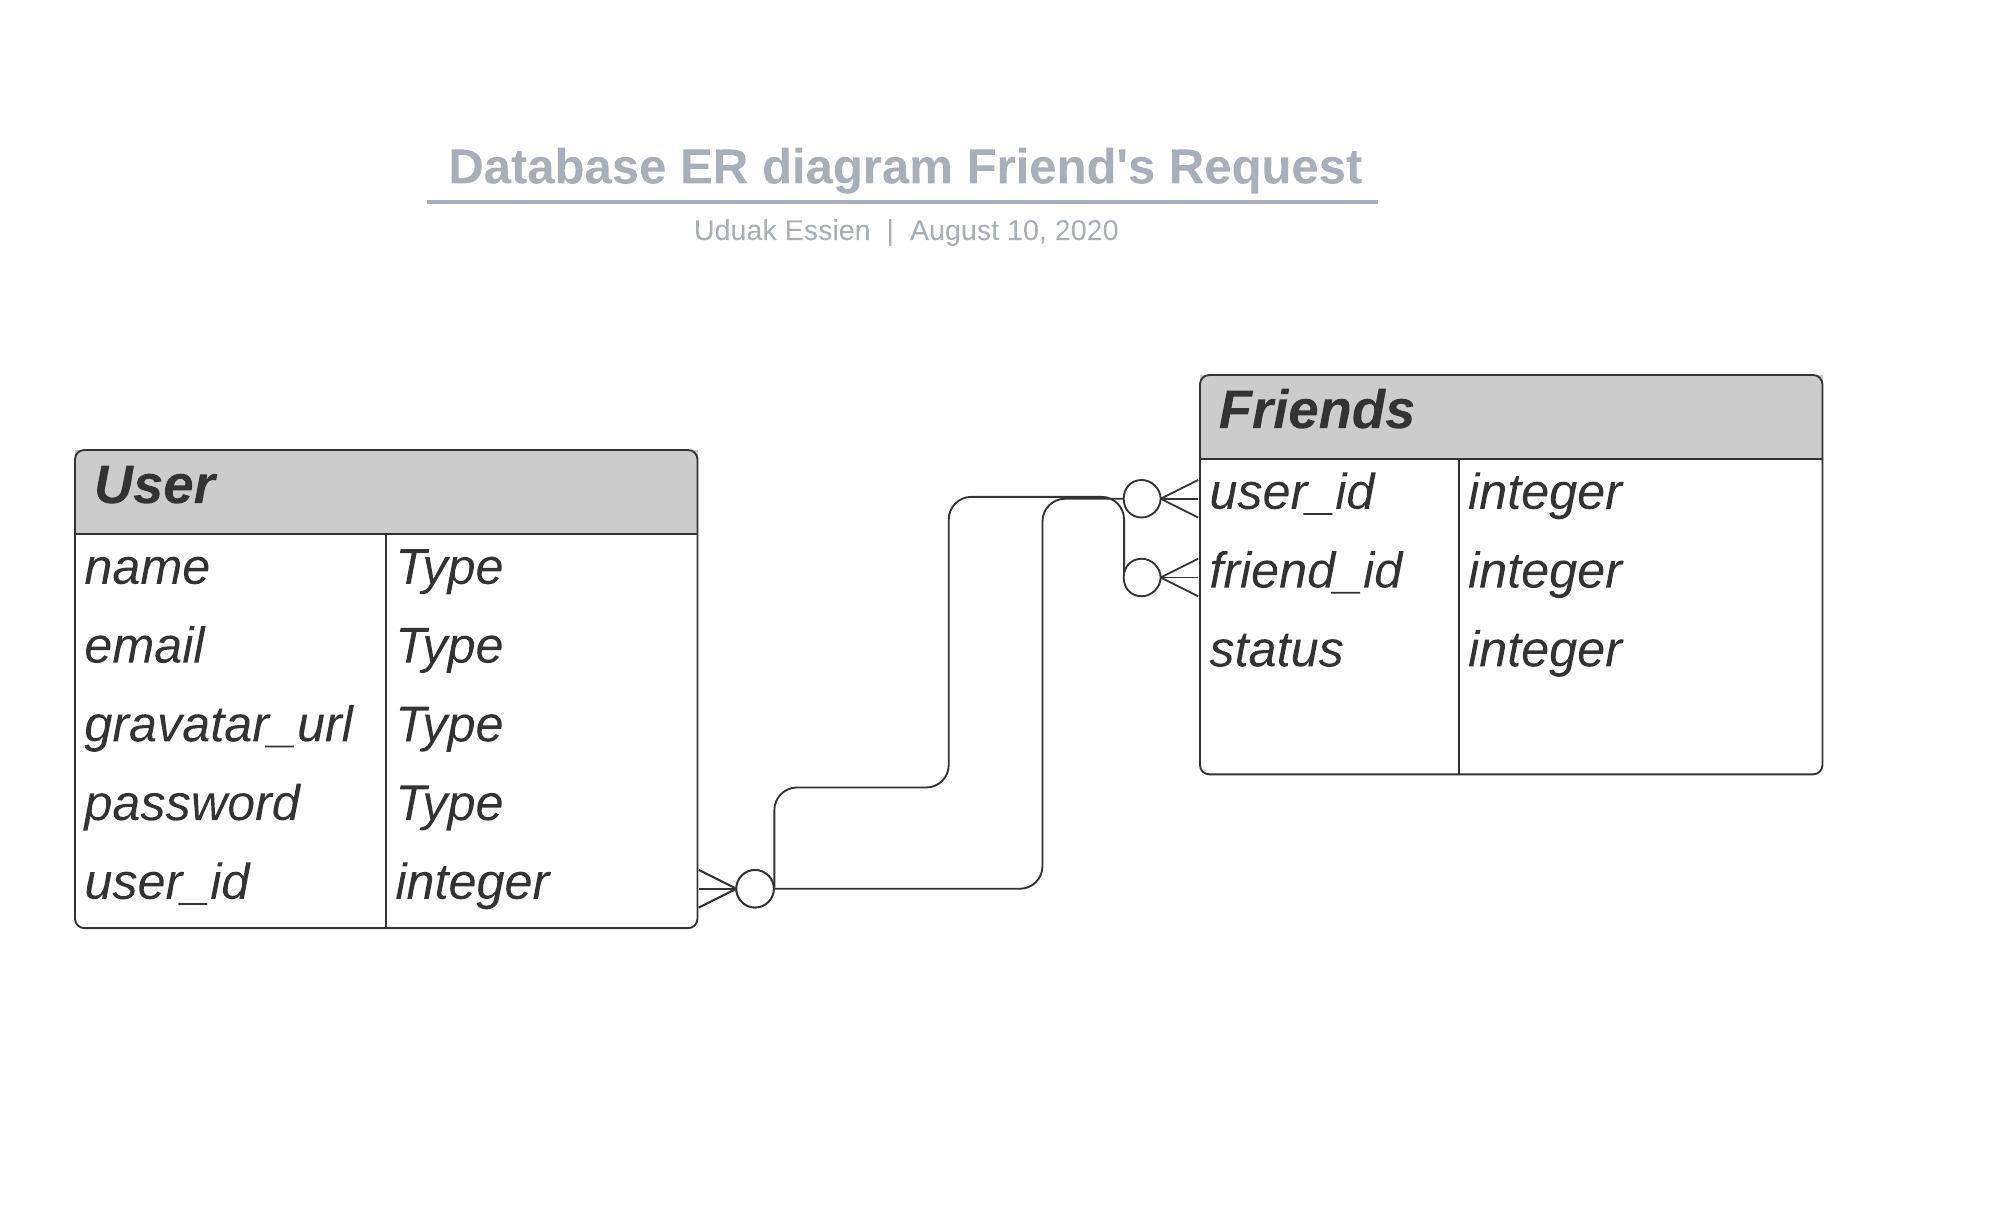 Database ER diagram Friend's Request
Uduak Essien | August 10, 2020
User
name Type
email Type
gravatar_url Type
password Type
user_id integer
Friends
user_id integer
friend_id integer
status integer